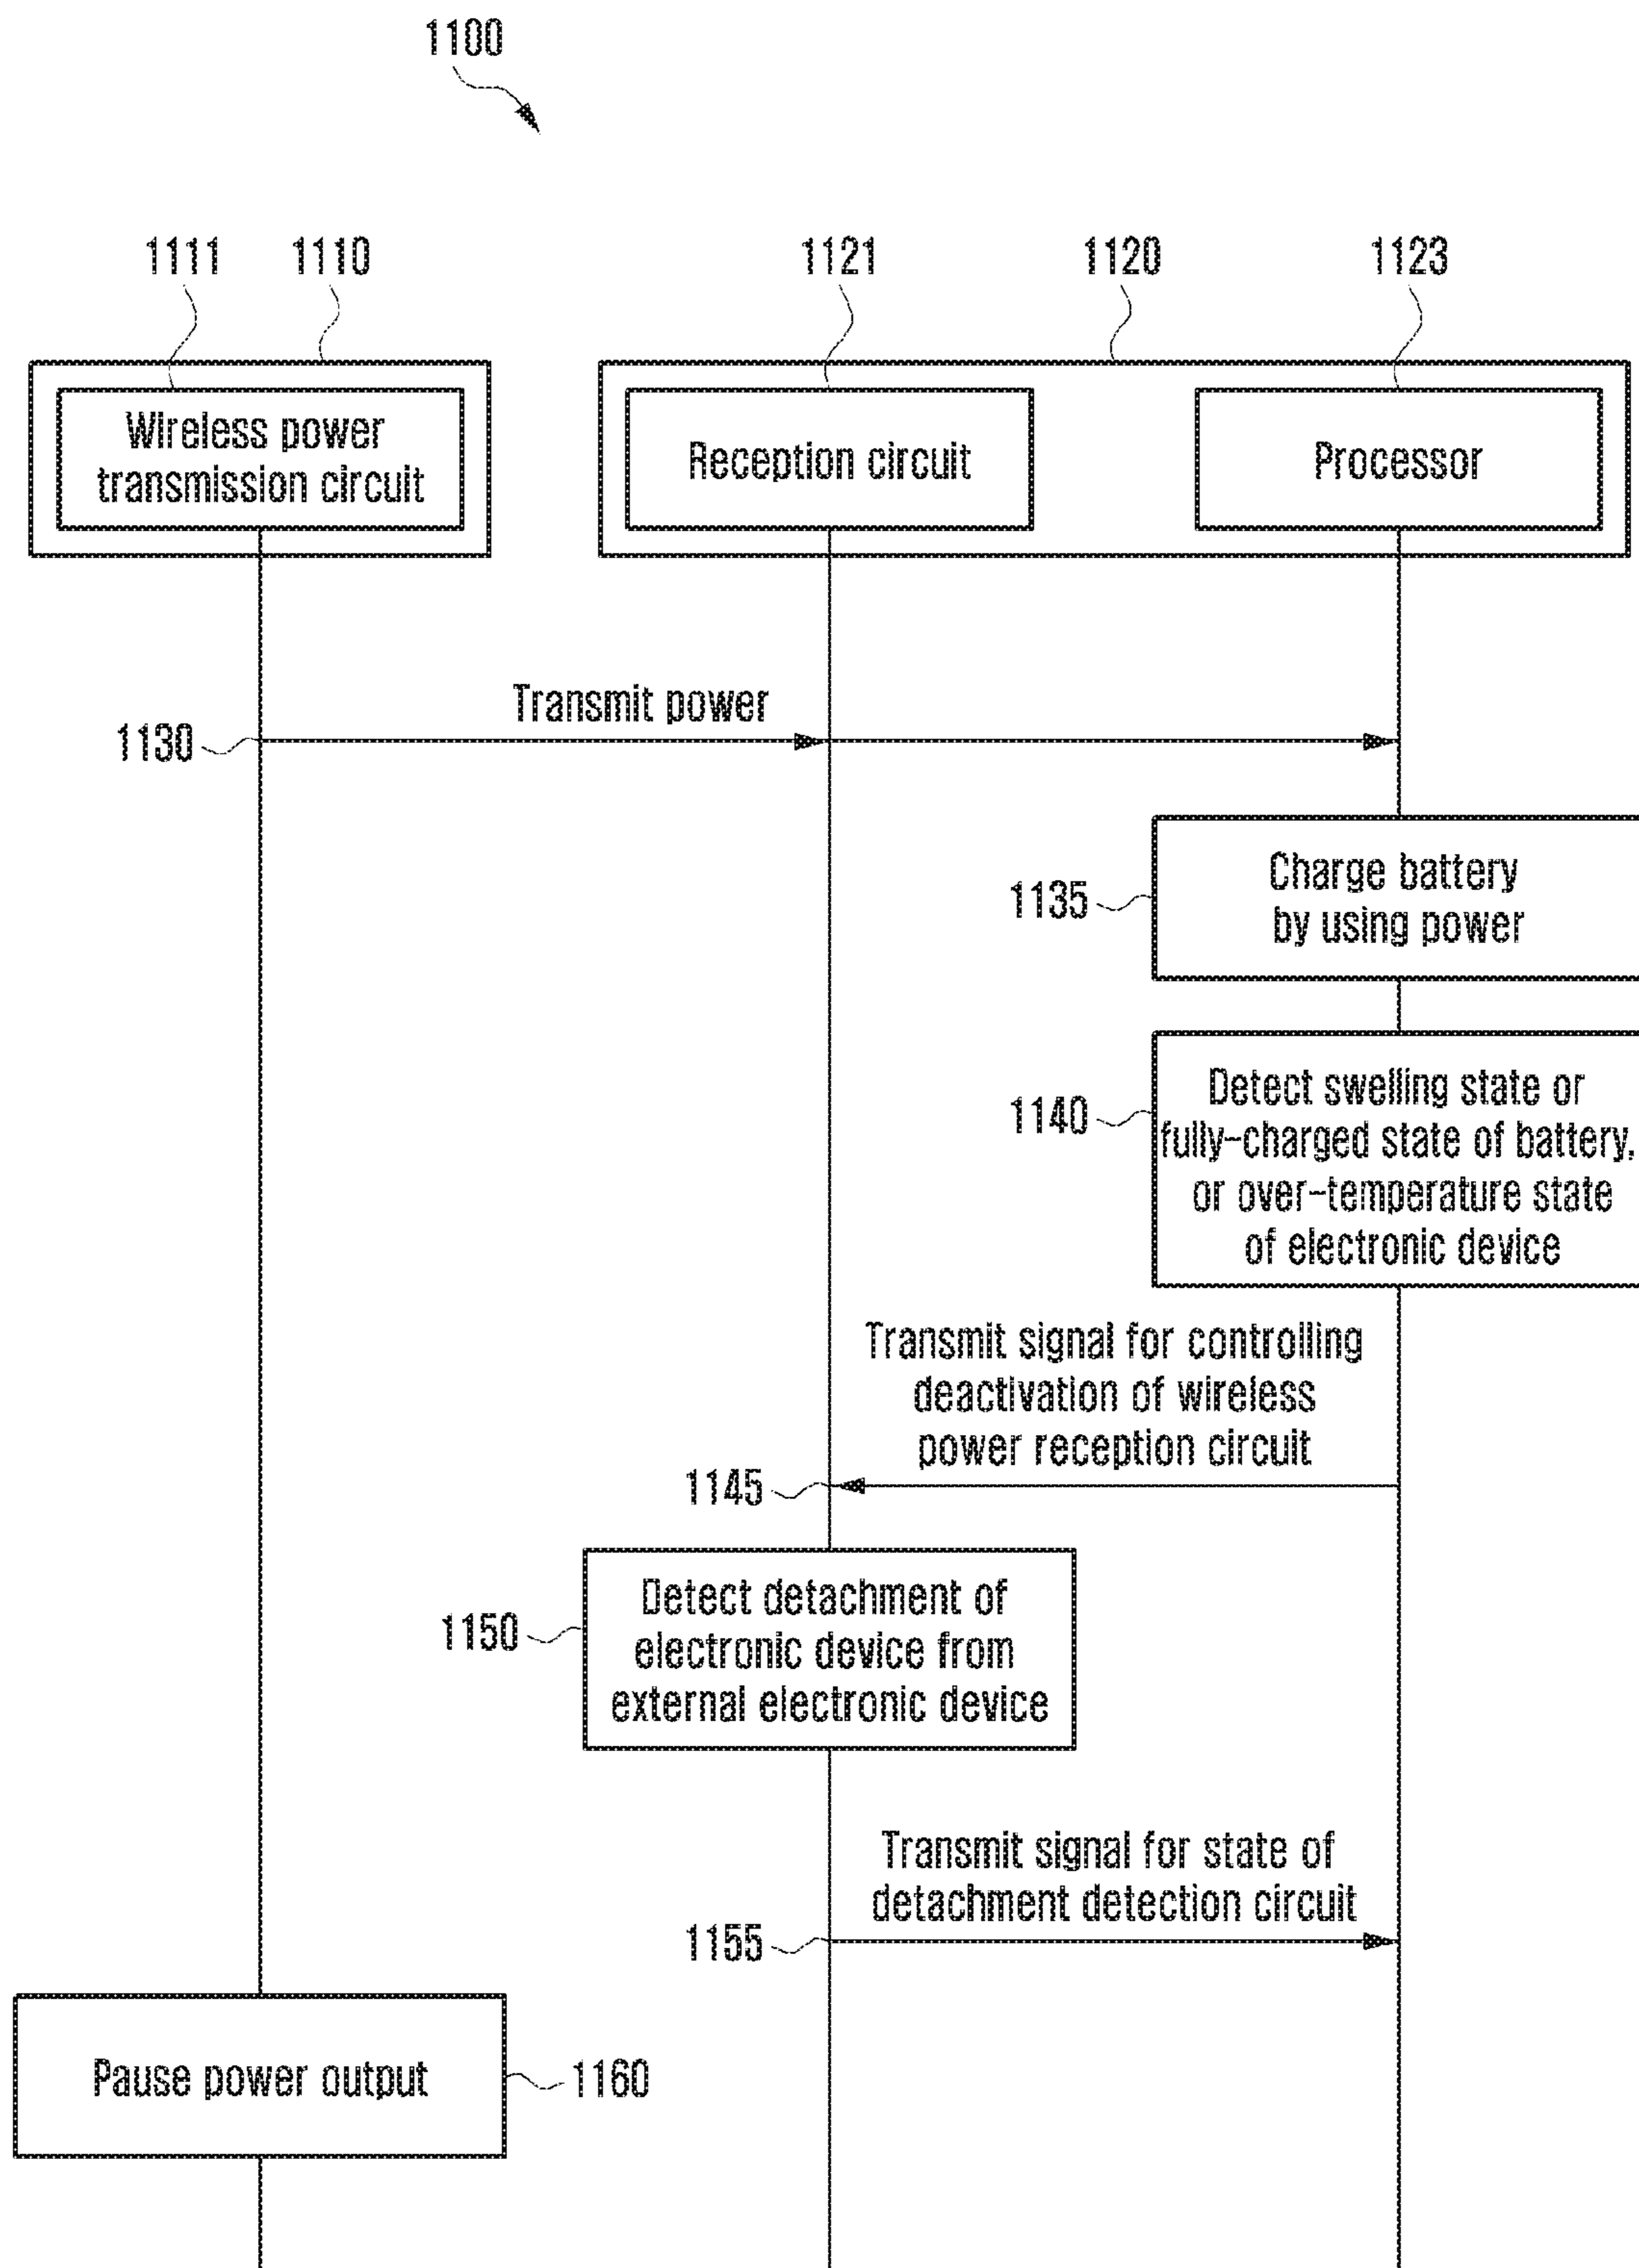 1100
1111
1110
1121
1120
1123
Wireless power
transmission circuit
Reception circuit
Processor
Transmit power
1130
Charge battery
by using power
1135
Detect swelling state or
fully-charged state of battery,
or over-temperature state
of electronic device
1140
Transmit signal for controlling
deactivation of wireless
power reception circuit
1145
Detect detachment of
electronic device from
external electronic device
1150
Transmit signal for state of
detachment detection circuit
1155
Pause power output
1160